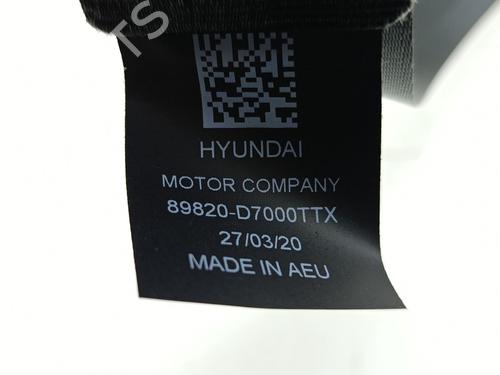 HYUNDAI
MOTOR COMPANY
89820-D7000TTX
27/03/20
MADE IN AEU